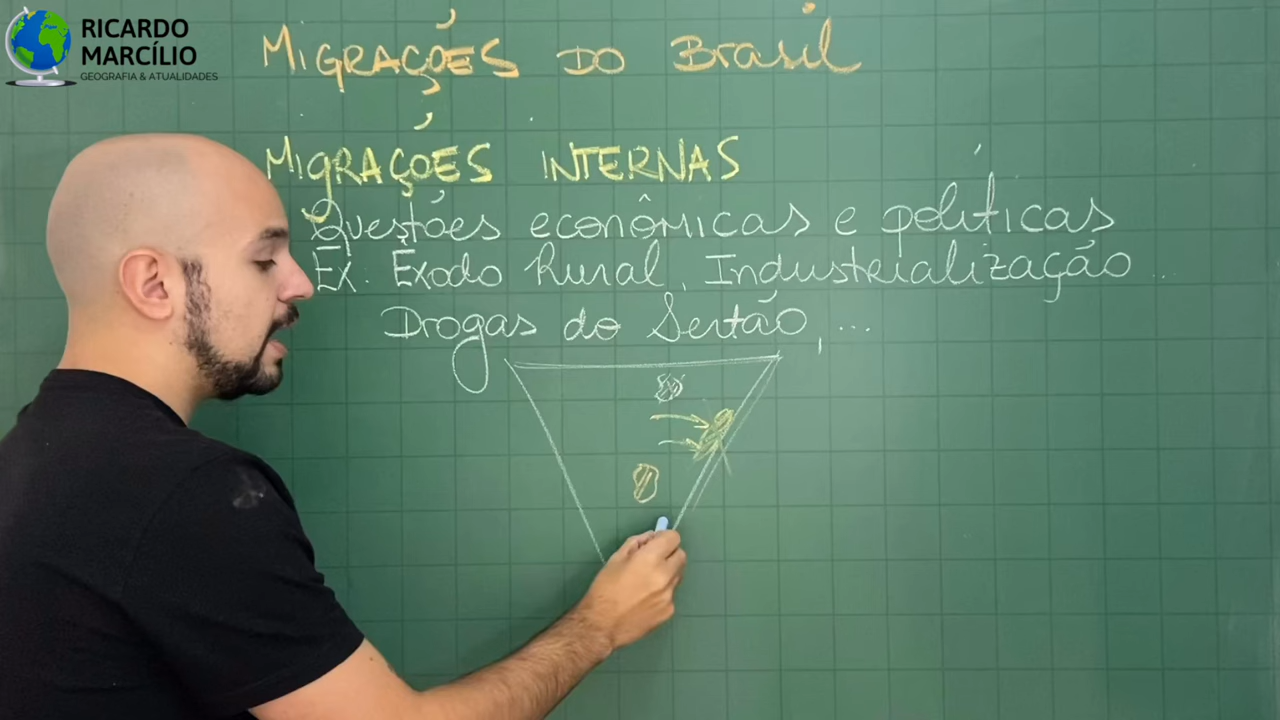 RICARDO
MARCÍLIO
GEOGRAFIA & ATUALIDADES
MIGRAÇÕES DO BrasiL
MIGRAÇÕES INTERNAS
Questões econômicas e políticas
Ex: Êxodo Rural, Industrialização...
Drogas do Sertão, ...